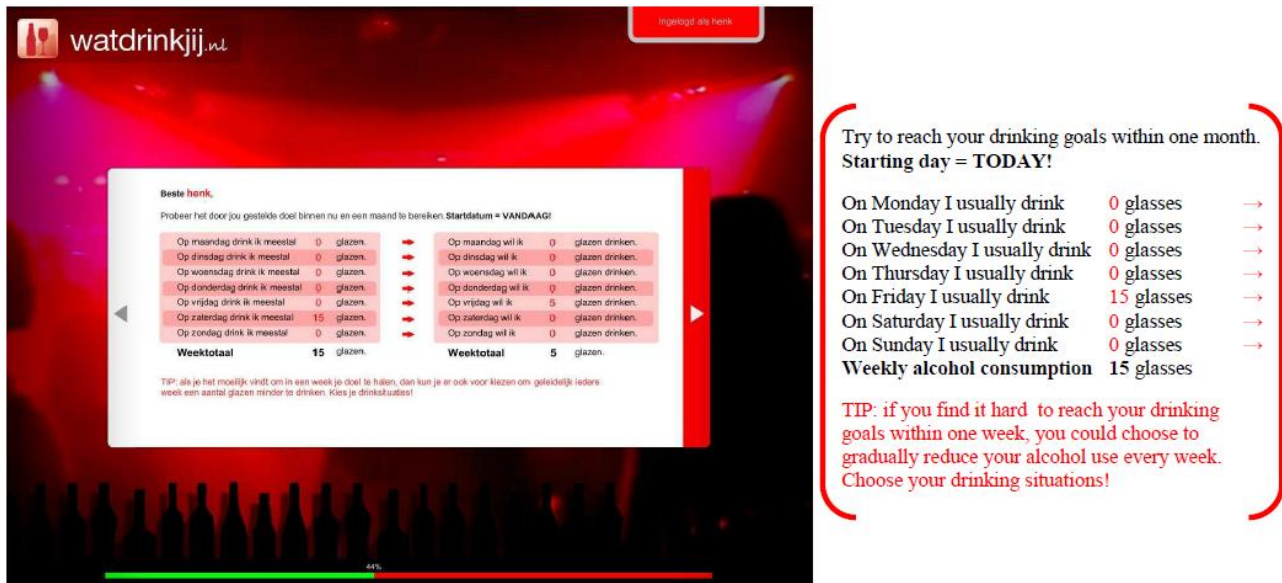 watdrinkjij.nl
Ingelogd als henk
Beste henk,
Probeer het door jou gestelde doel binnen nu en een maand te bereiken. Startdatum = VANDAAG!
Op maandag drink ik meestal 0 glazen. → Op maandag wil ik 0 glazen drinken.
Op dinsdag drink ik meestal 0 glazen. → Op dinsdag wil ik 0 glazen drinken.
Op woensdag drink ik meestal 0 glazen. → Op woensdag wil ik 0 glazen drinken.
Op donderdag drink ik meestal 0 glazen. → Op donderdag wil ik 0 glazen drinken.
Op vrijdag drink ik meestal 0 glazen. → Op vrijdag wil ik 5 glazen drinken.
Op zaterdag drink ik meestal 15 glazen. → Op zaterdag wil ik 0 glazen drinken.
Op zondag drink ik meestal 0 glazen. → Op zondag wil ik 0 glazen drinken.
Weektotaal 15 glazen. Weektotaal 5 glazen.
TIP: als je het moeilijk vindt om in een week je doel te halen, dan kun je er ook voor kiezen om geleidelijk iedere
week een aantal glazen minder te drinken. Kies je drinksituaties!
44%
Try to reach your drinking goals within one month.
Starting day = TODAY!
On Monday I usually drink 0 glasses →
On Tuesday I usually drink 0 glasses →
On Wednesday I usually drink 0 glasses →
On Thursday I usually drink 0 glasses →
On Friday I usually drink 15 glasses →
On Saturday I usually drink 0 glasses →
On Sunday I usually drink 0 glasses →
Weekly alcohol consumption 15 glasses
TIP: if you find it hard to reach your drinking
goals within one week, you could choose to
gradually reduce your alcohol use every week.
Choose your drinking situations!